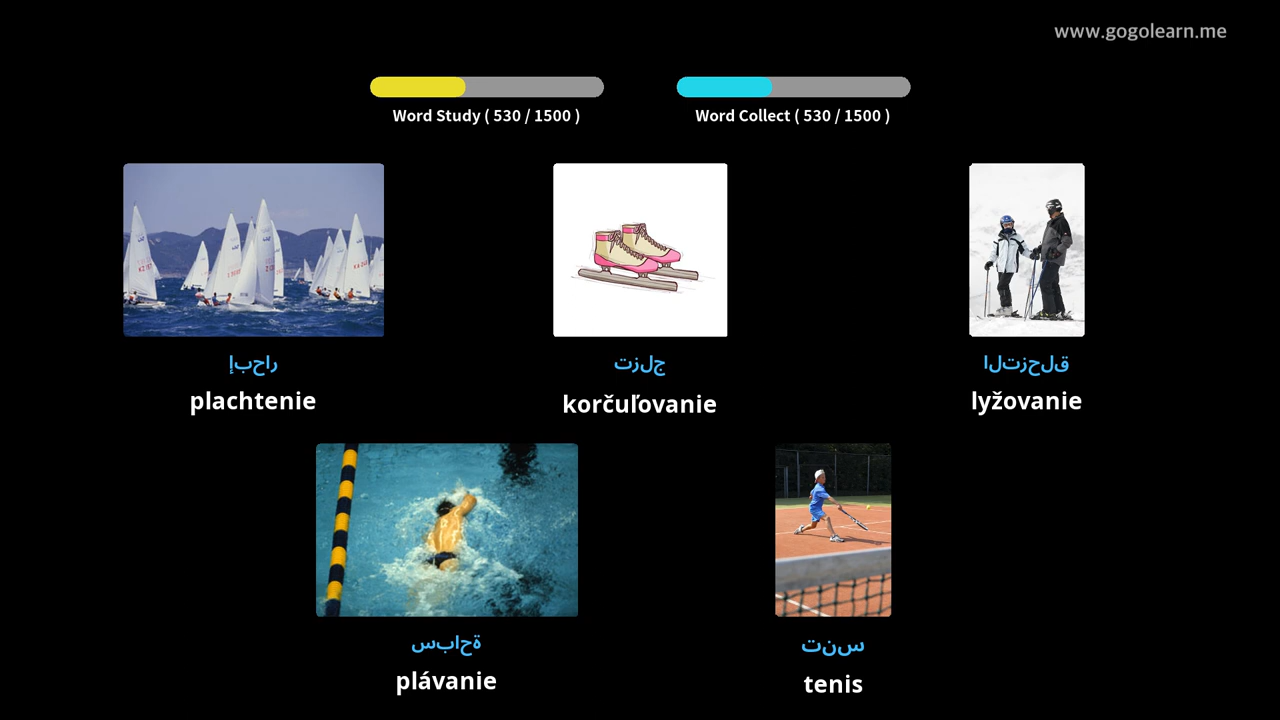 www.gogolearn.me
Word Study ( 530 / 1500 )
Word Collect ( 530 / 1500 )
إبحار
plachtenie
تزلج
korčuľovanie
التزحلق
lyžovanie
سباحة
plávanie
تنس
tenis